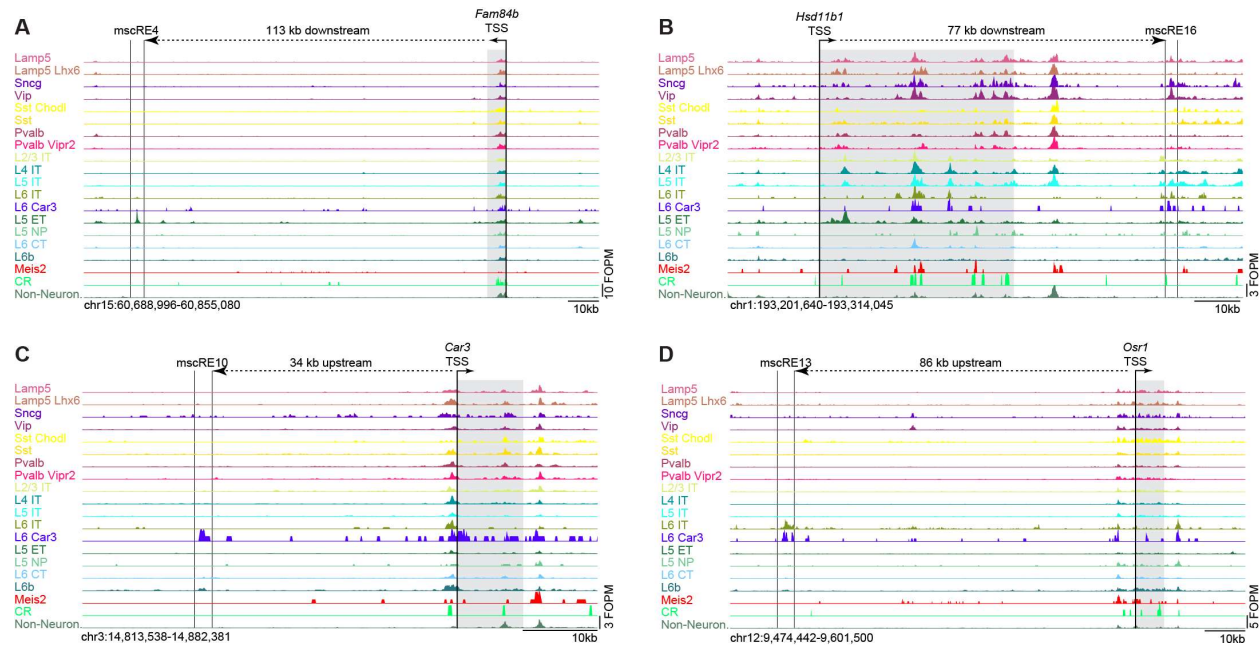 A
Fam84b
mscRE4
113 kb downstream
TSS
Lamp5
Lamp5 Lhx6
Sncg
Vip
Sst Chodl
Sst
Pvalb
Pvalb Vipr2
L2/3 IT
L4 IT
L5 IT
L6 IT
L6 Car3
L5 ET
L5 NP
L6 CT
L6b
Meis2
CR
Non-Neuron.
10 FOPM
chr15:60,688,996-60,855,080
10kb
B
Hsd11b1
TSS
77 kb downstream
mscRE16
Lamp5
Lamp5 Lhx6
Sncg
Vip
Sst Chodl
Sst
Pvalb
Pvalb Vipr2
L2/3 IT
L4 IT
L5 IT
L6 IT
L6 Car3
L5 ET
L5 NP
L6 CT
L6b
Meis2
CR
Non-Neuron.
3 FOPM
chr1:193,201,640-193,314,045
10kb
C
Car3
mscRE10
34 kb upstream
TSS
Lamp5
Lamp5 Lhx6
Sncg
Vip
Sst Chodl
Sst
Pvalb
Pvalb Vipr2
L2/3 IT
L4 IT
L5 IT
L6 IT
L6 Car3
L5 ET
L5 NP
L6 CT
L6b
Meis2
CR
Non-Neuron.
3 FOPM
chr3:14,813,538-14,882,381
10kb
D
Osr1
mscRE13
86 kb upstream
TSS
Lamp5
Lamp5 Lhx6
Sncg
Vip
Sst Chodl
Sst
Pvalb
Pvalb Vipr2
L2/3 IT
L4 IT
L5 IT
L6 IT
L6 Car3
L5 ET
L5 NP
L6 CT
L6b
Meis2
CR
Non-Neuron.
5 FOPM
chr12:9,474,442-9,601,500
10kb